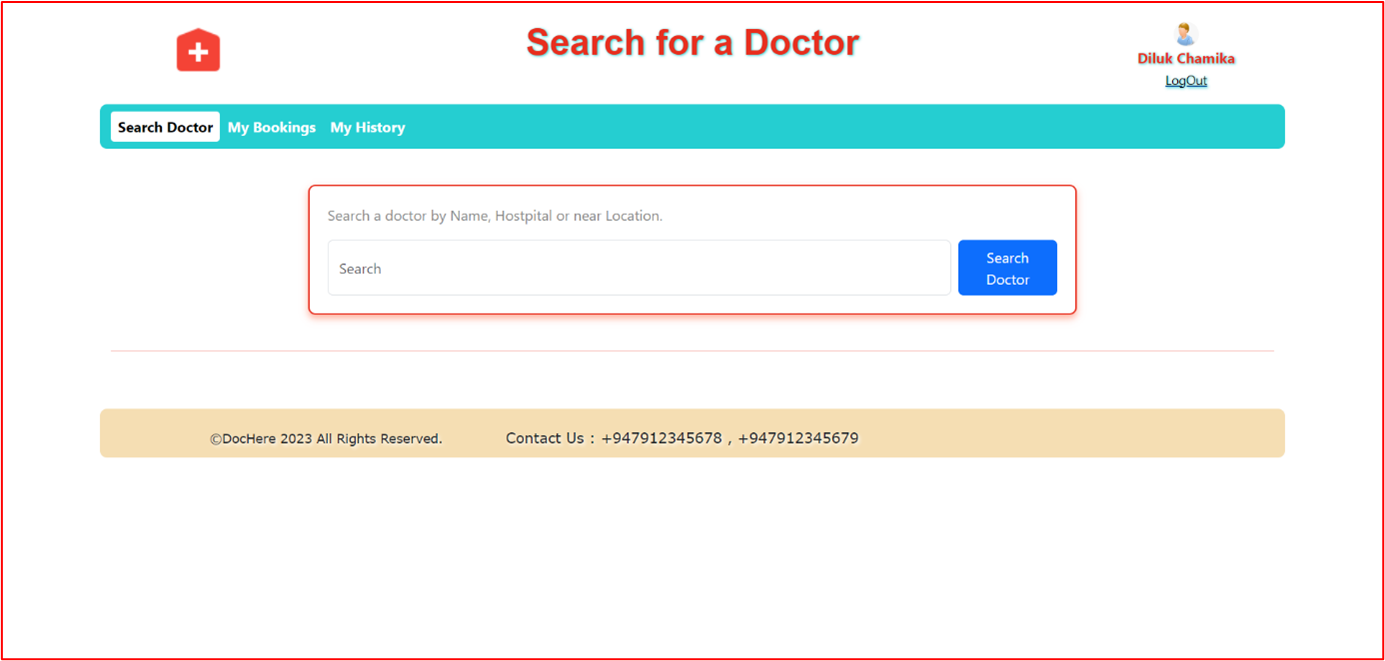 Search for a Doctor
Diluk Chamika
LogOut
Search Doctor My Bookings My History
Search a doctor by Name, Hostpital or near Location.
Search
Search
Doctor
©DocHere 2023 All Rights Reserved. Contact Us : +947912345678 , +947912345679